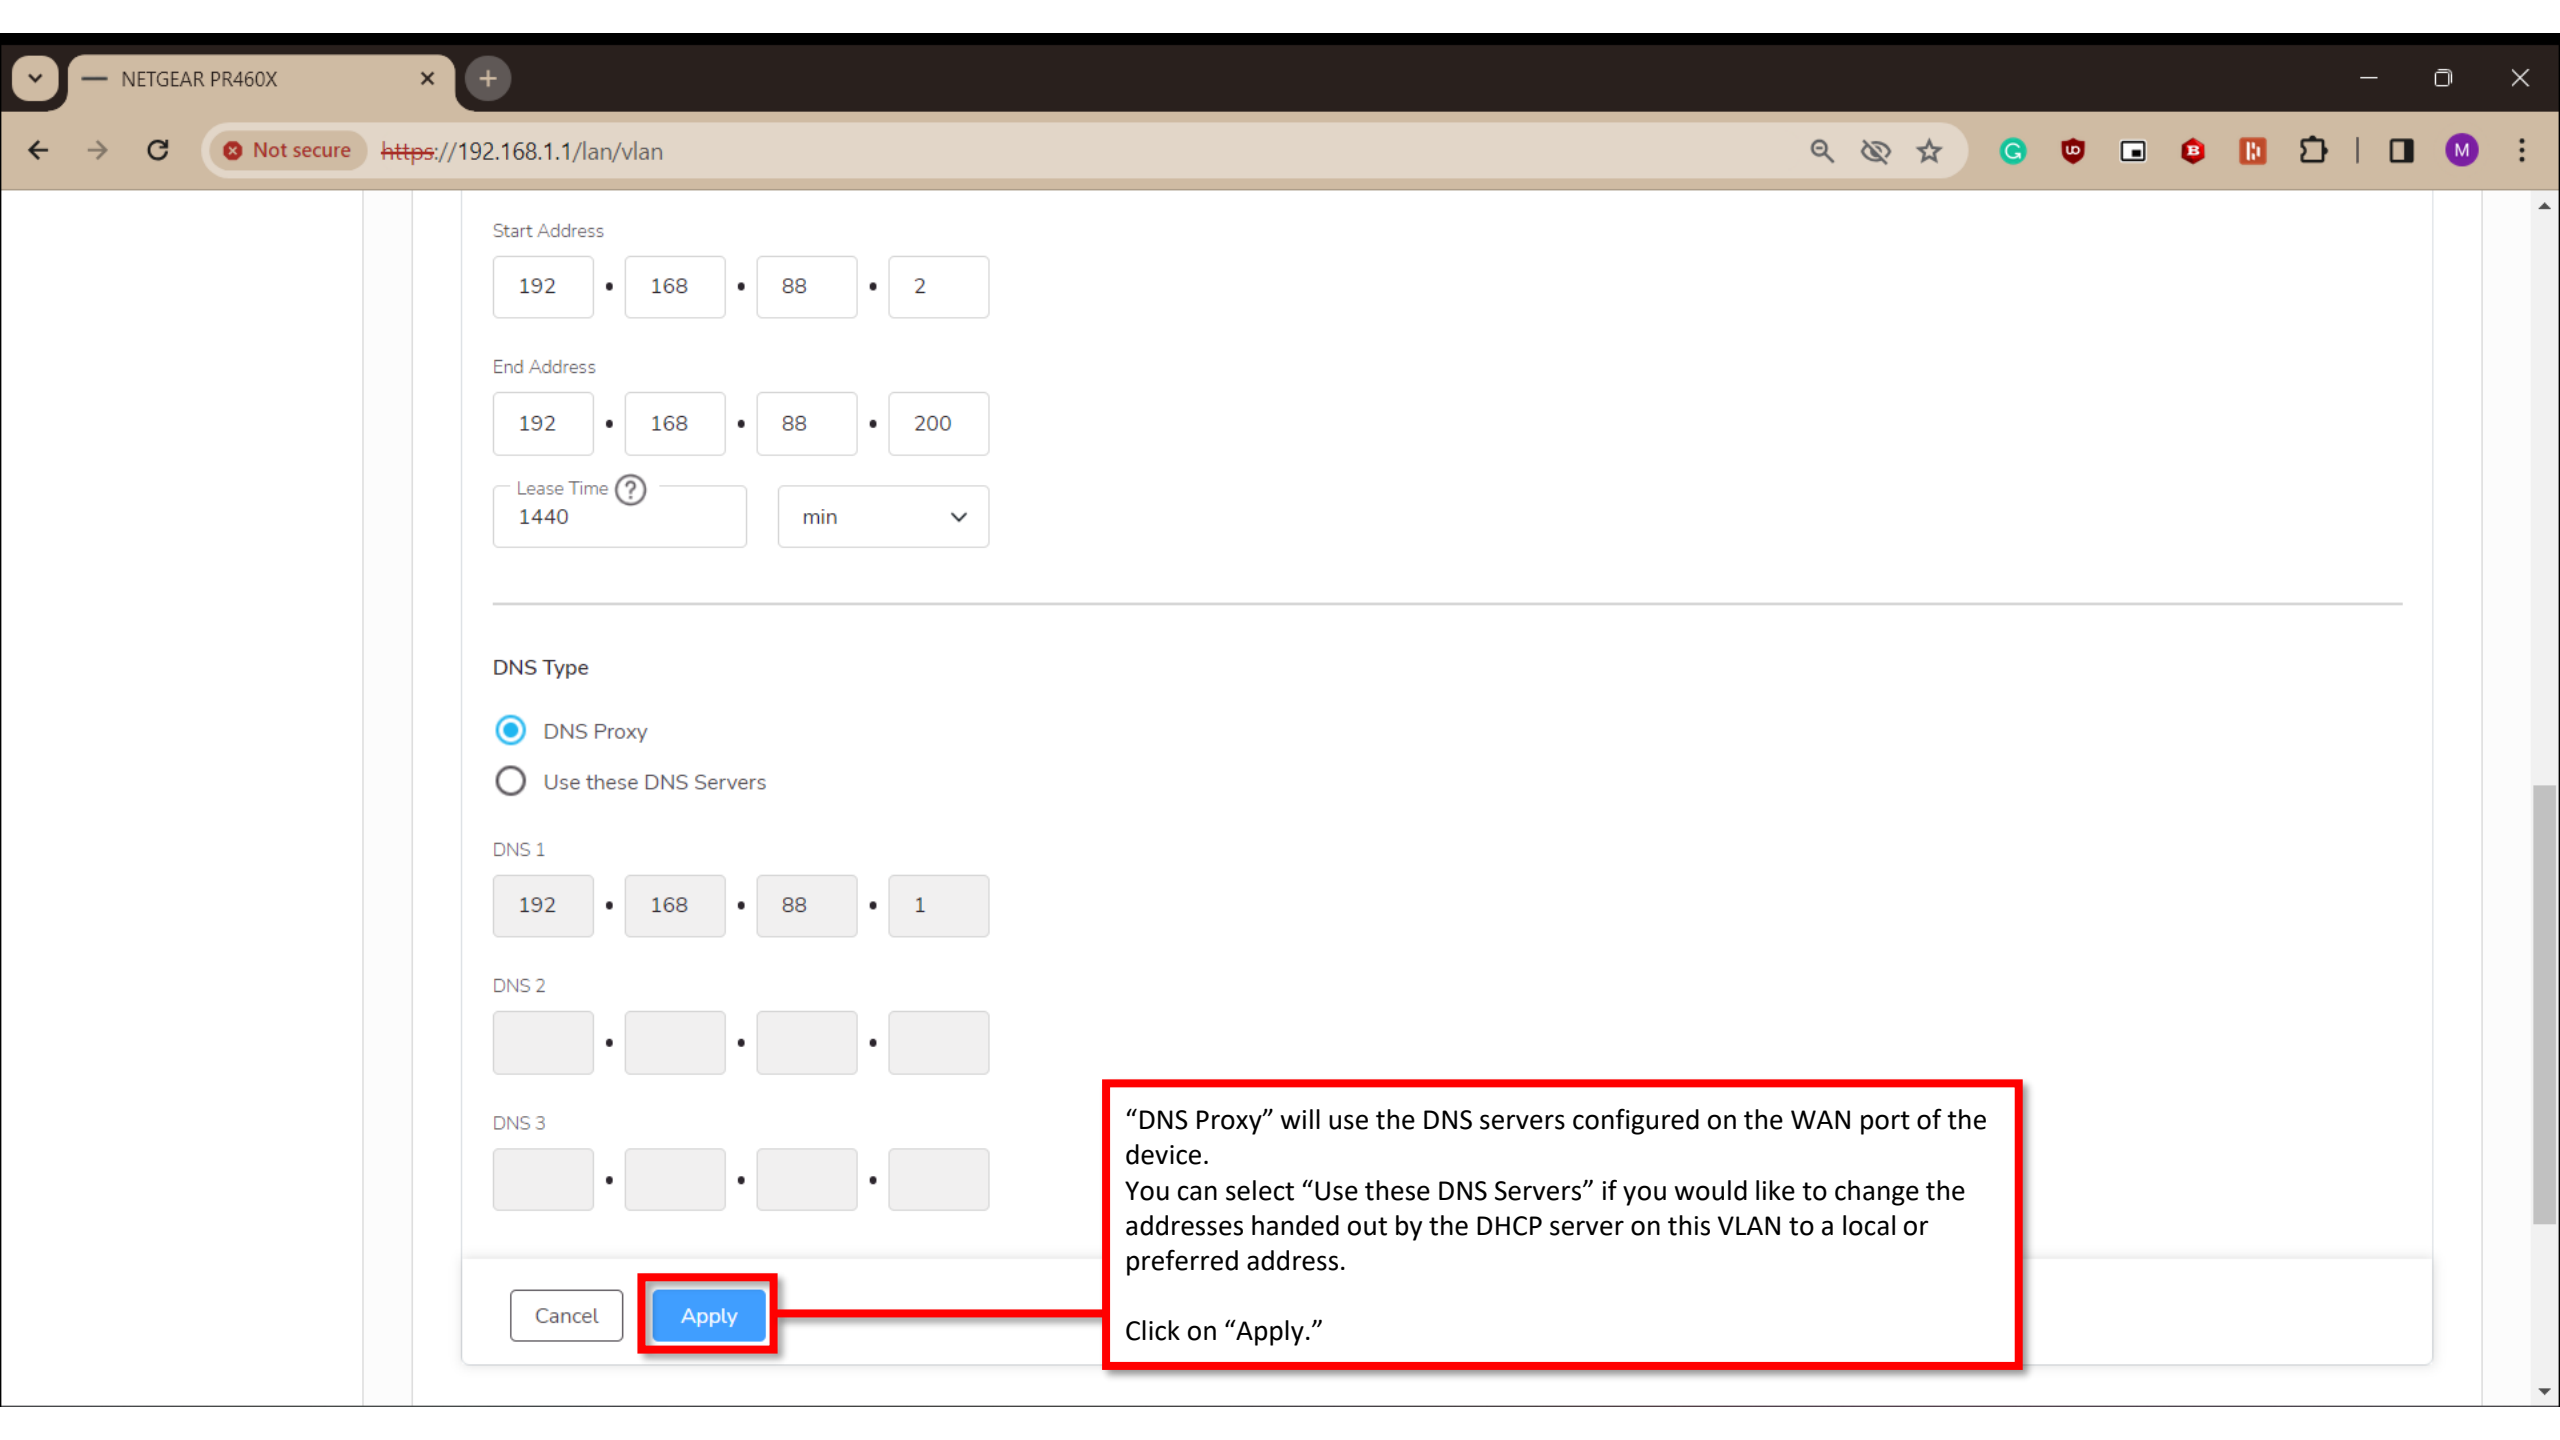 NETGEAR PR460X
Not secure https://192.168.1.1/lan/vlan
M
Start Address
192 • 168 • 88 • 2
End Address
192 • 168 • 88 • 200
Lease Time ?
1440 min
DNS Type
DNS Proxy
Use these DNS Servers
DNS 1
192 • 168 • 88 • 1
DNS 2
DNS 3
“DNS Proxy” will use the DNS servers configured on the WAN port of the
device.
You can select “Use these DNS Servers” if you would like to change the
addresses handed out by the DHCP server on this VLAN to a local or
preferred address.
Click on “Apply.”
Cancel Apply